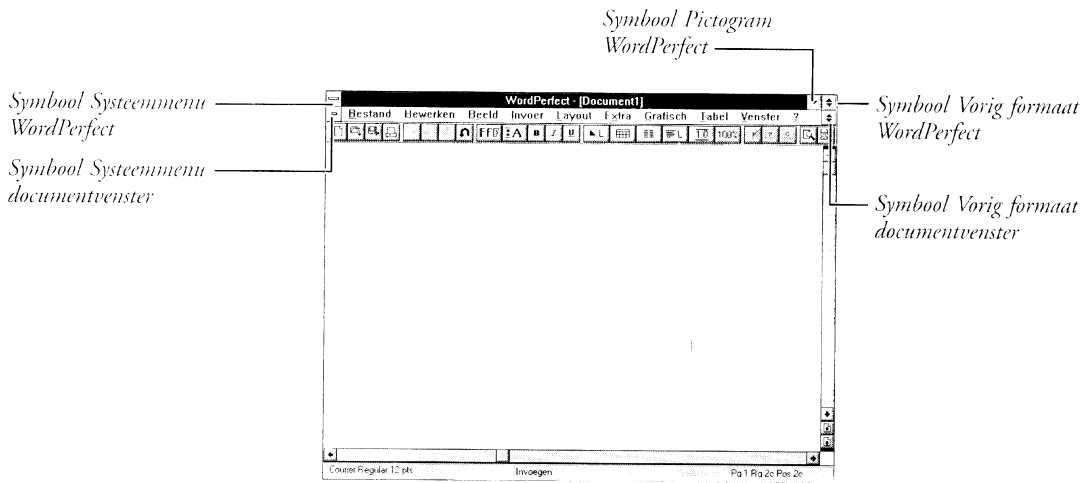 Symbool Pictogram
WordPerfect
Symbool Systeemmenu
WordPerfect
Symbool Systeemmenu
documentvenster
WordPerfect - [Document1]
Bestand Bewerken Beeld Invoer Layout Extra Grafisch Tabel Venster ?
100%
Symbool Vorig formaat
WordPerfect
Symbool Vorig formaat
documentvenster
Courier Regular 12 pts Invoegen Pg 1 Rg 2c Pos 2c